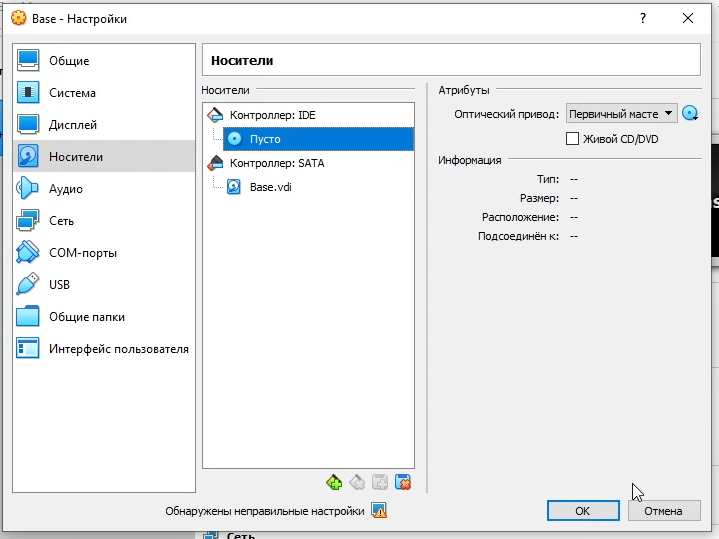 Base - Настройки
?
Общие
Система
Дисплей
Носители
Аудио
Сеть
COM-порты
USB
Общие папки
Интерфейс пользователя
Носители
Носители
Контроллер: IDE
Пусто
Контроллер: SATA
Base.vdi
Атрибуты
Оптический привод: Первичный масте
Живой CD/DVD
Информация
Тип: --
Размер: --
Расположение: --
Подсоединён к: --
Обнаружены неправильные настройки
OK
Отмена
Сеть